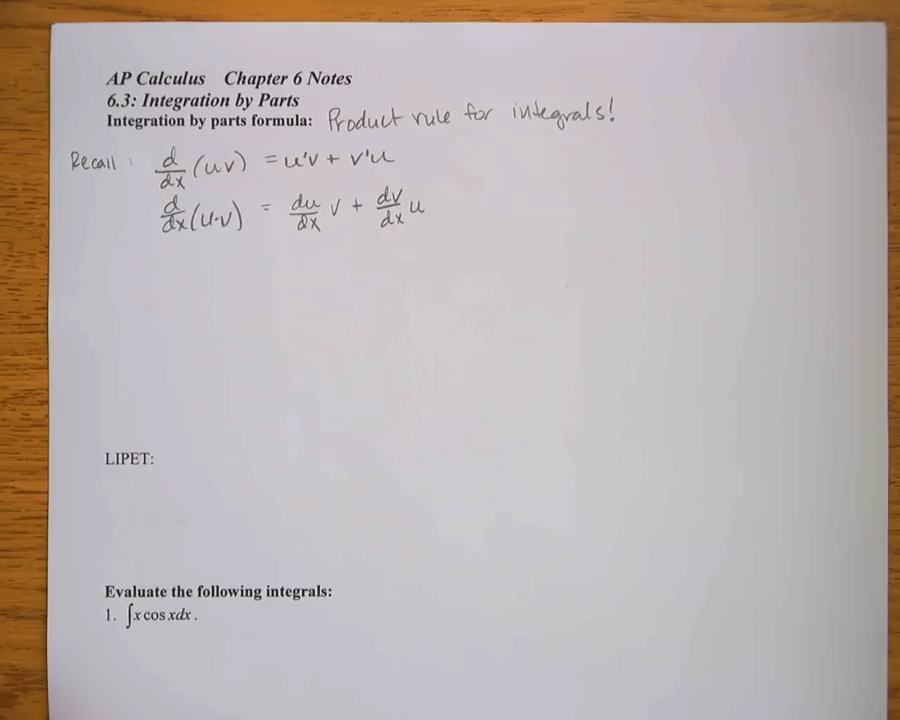 AP Calculus Chapter 6 Notes
6.3: Integration by Parts
Integration by parts formula: Product rule for integrals!
Recall: d/dx (uv) = u'v + v'u
d/dx (u·v) = du/dx v + dv/dx u
LIPET:
Evaluate the following integrals:
1. ∫x cos xdx.